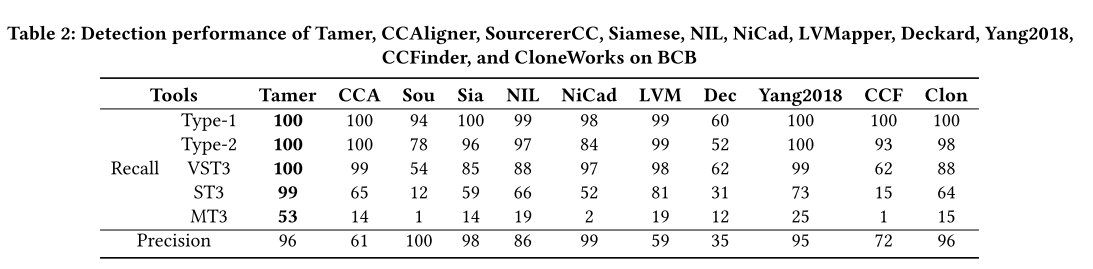 Table 2: Detection performance of Tamer, CCAligner, SourcererCC, Siamese, NIL, NiCad, LVMapper, Deckard, Yang2018,
CCFinder, and CloneWorks on BCB
Tools Tamer CCA Sou Sia NIL NiCad LVM Dec Yang2018 CCF Clon
Type-1 100 100 94 100 99 98 99 60 100 100 100
Type-2 100 100 78 96 97 84 99 52 100 93 98
Recall VST3 100 99 54 85 88 97 98 62 99 62 88
ST3 99 65 12 59 66 52 81 31 73 15 64
MT3 53 14 1 14 19 2 19 12 25 1 15
Precision 96 61 100 98 86 99 59 35 95 72 96